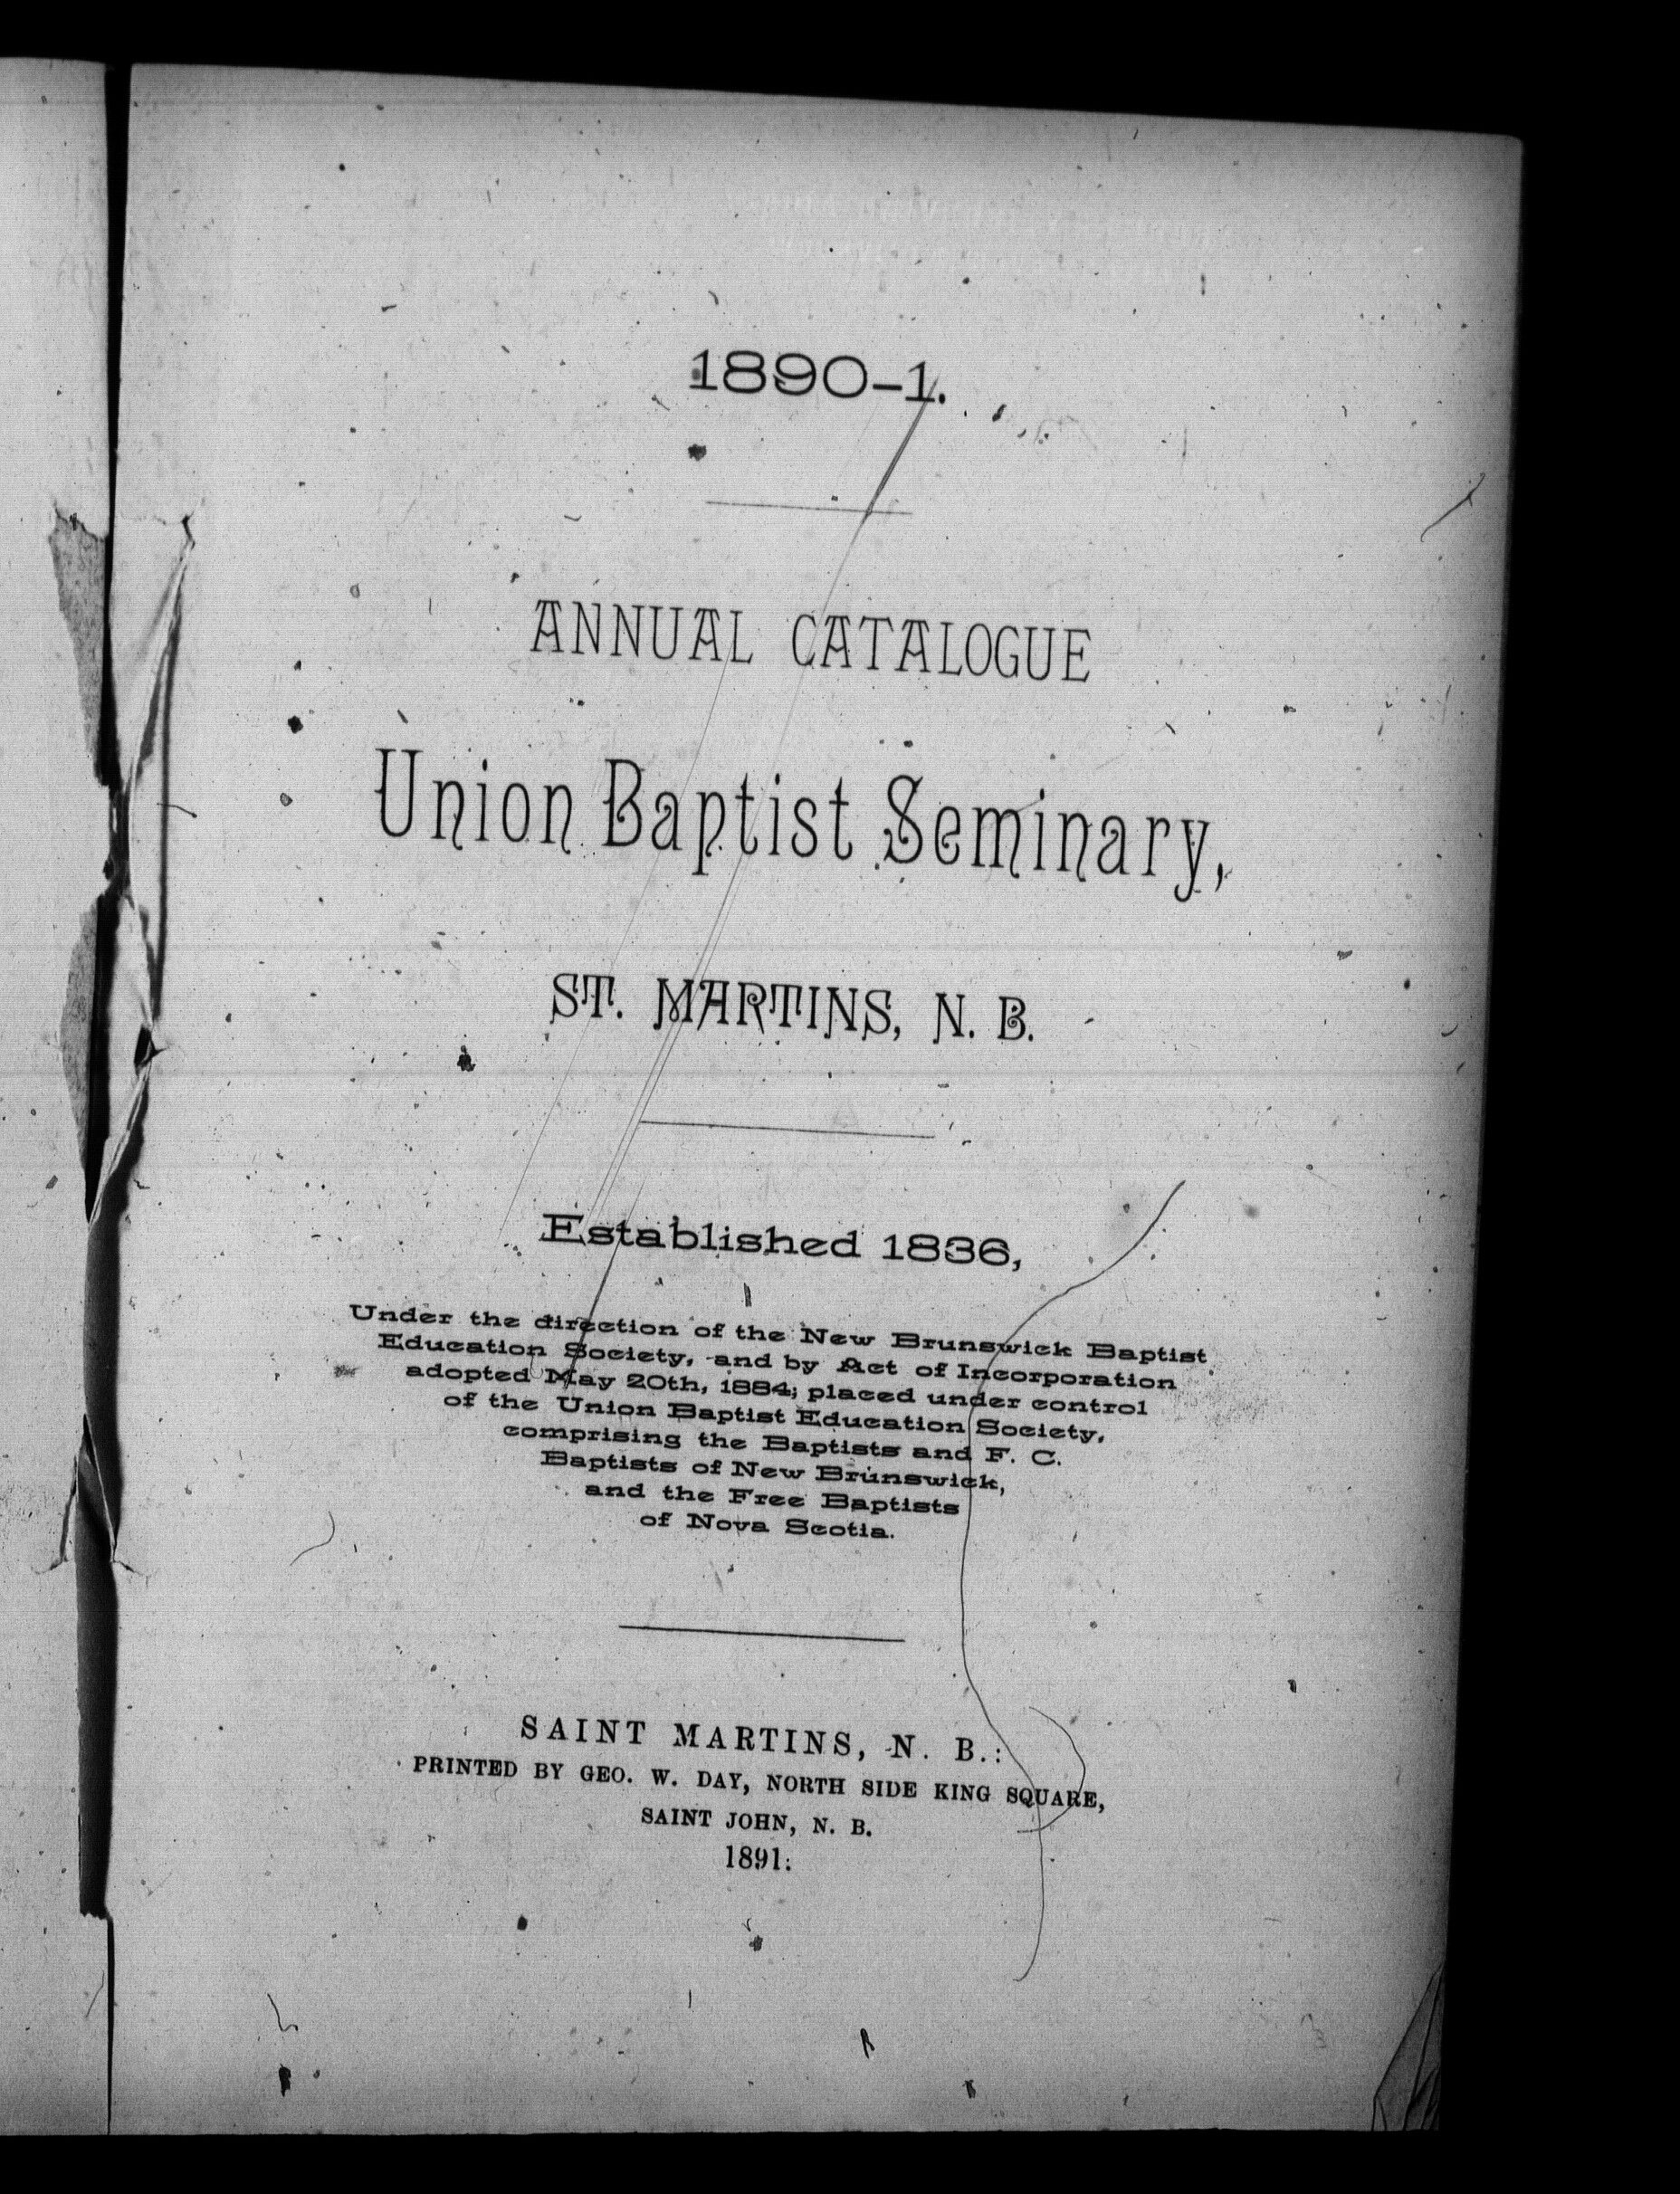 1890-1.
ANNUAL CATALOGUE
Union Baptist Seminary,
ST. MARTINS, N. B.
Established 1836,
Under the direction of the New Brunswick Baptist
Education Society, and by Act of Incorporation
adopted May 20th, 1884; placed under control
of the Union Baptist Education Society,
comprising the Baptists and F. C.
Baptists of New Brunswick,
and the Free Baptists
of Nova Scotia.
SAINT MARTINS, N. B.:
PRINTED BY GEO. W. DAY, NORTH SIDE KING SQUARE,
SAINT JOHN, N. B.
1891.